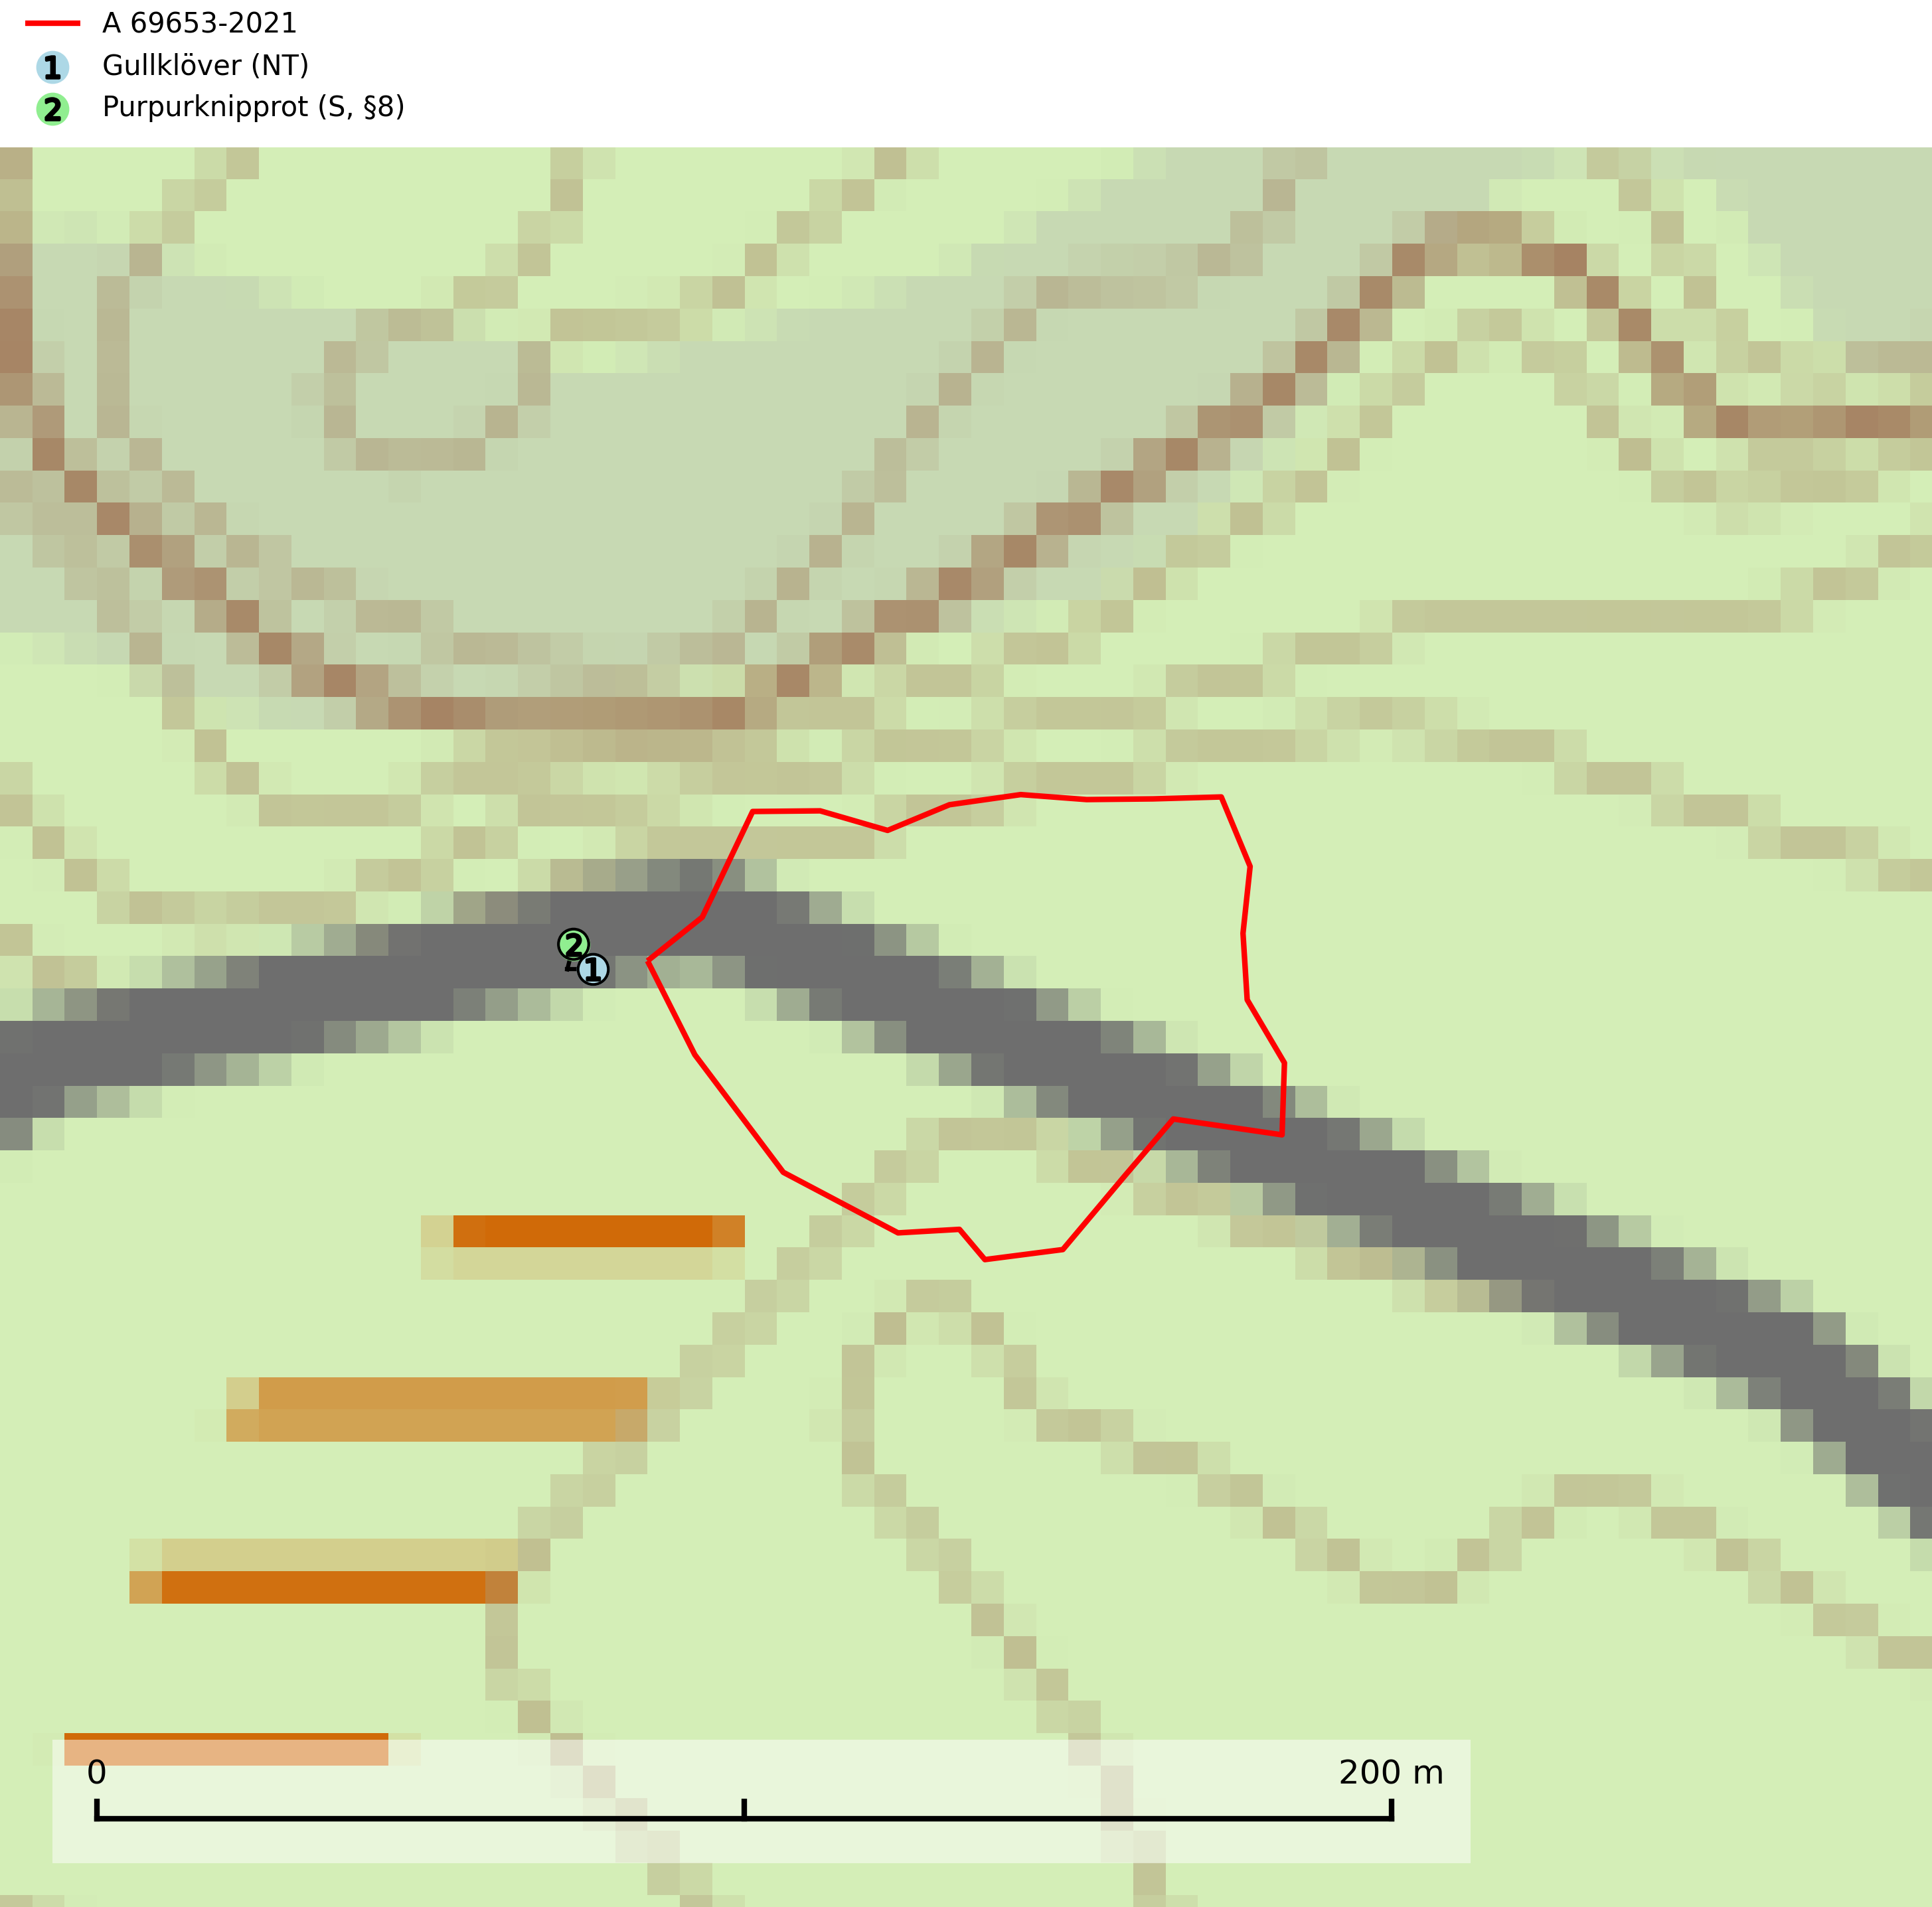 A 69653-2021
1 Gullklöver (NT)
2 Purpurknipprot (S, §8)
2
1
0 200 m